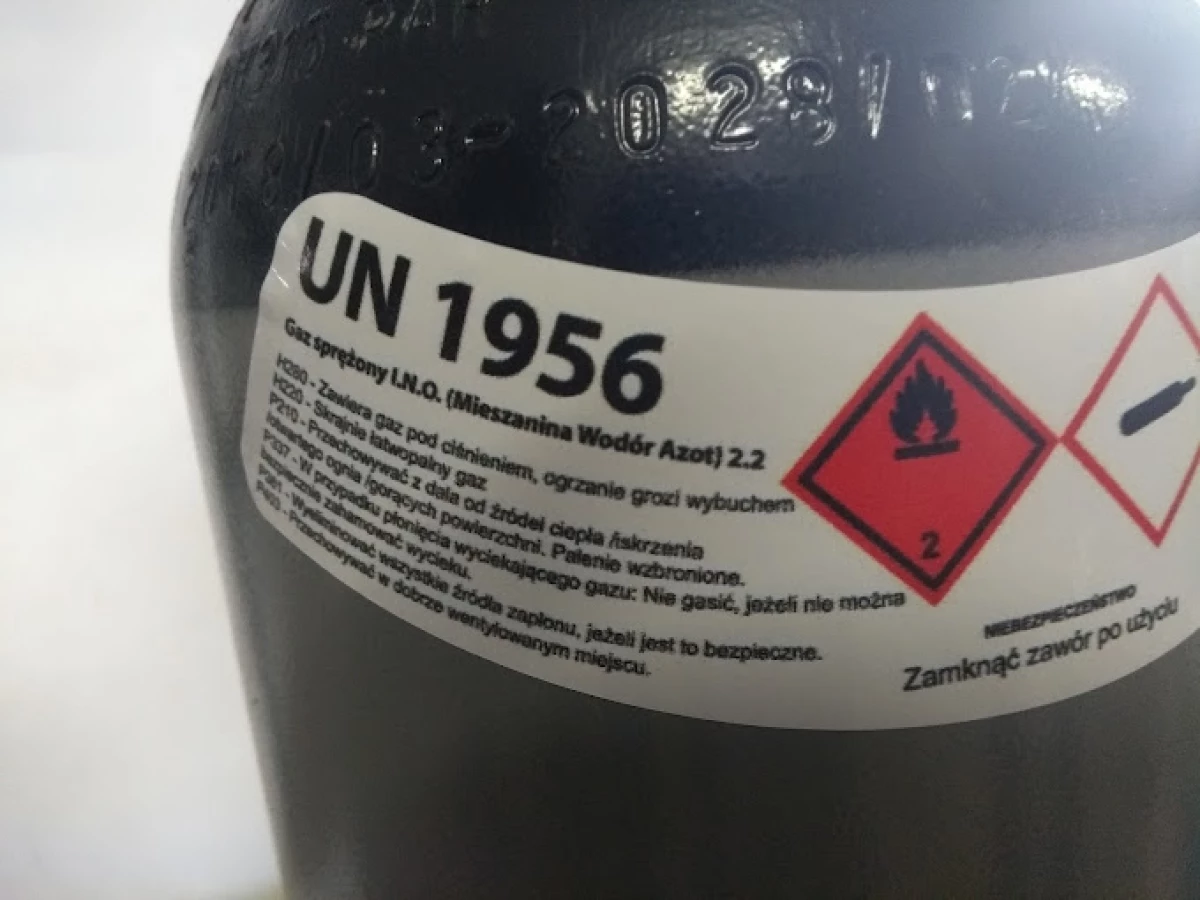 03-2028/
UN 1956
Gaz sprężony I.N.O. (Mieszanina Wodór Azot) 2.2
H280 - Zawiera gaz pod ciśnieniem, ogrzanie grozi wybuchem
H220 - Skrajnie łatwopalny gaz
P210 - Przechowywać z dala od źródeł ciepła /iskrzenia
/otwartego ognia /gorących powierzchni. Palenie wzbronione.
P377 - W przypadku płonięcia wyciekającego gazu: Nie gasić, jeżeli nie można
bezpiecznie zahamować wycieku.
P381 - Wyeliminować wszystkie źródła zapłonu, jeżeli jest to bezpieczne.
P403 - Przechowywać w dobrze wentylowanym miejscu.
2
NIEBEZPIECZEŃSTWO
Zamknąć zawór po użyciu